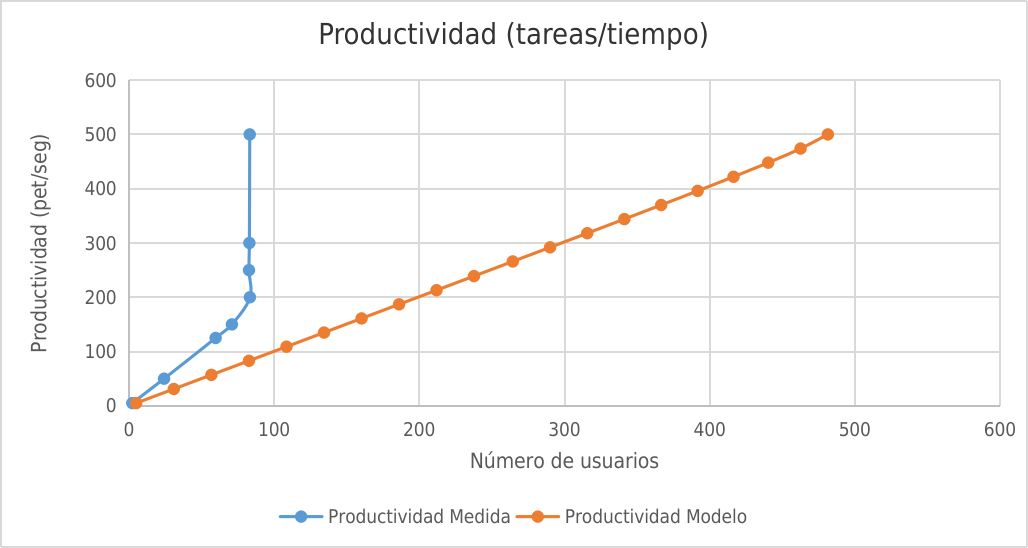 Productividad (tareas/tiempo)
Productividad (pet/seg)
600
500
400
300
200
100
0
0 100 200 300 400 500 600
Número de usuarios
Productividad Medida Productividad Modelo